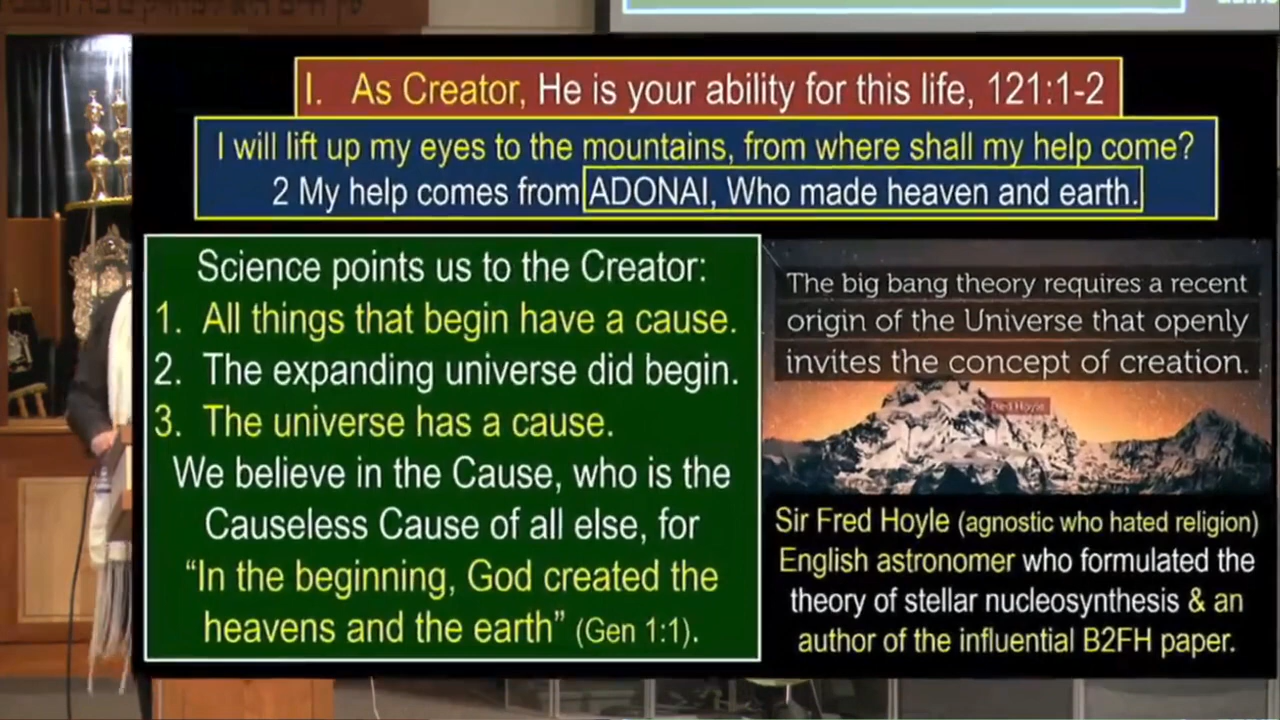 I. As Creator, He is your ability for this life, 121:1-2
I will lift up my eyes to the mountains, from where shall my help come?
2 My help comes from ADONAI, Who made heaven and earth.
Science points us to the Creator:
1. All things that begin have a cause.
2. The expanding universe did begin.
3. The universe has a cause.
We believe in the Cause, who is the
Causeless Cause of all else, for
“In the beginning, God created the
heavens and the earth” (Gen 1:1).
The big bang theory requires a recent
origin of the Universe that openly
invites the concept of creation.
Fred Hoyle
Sir Fred Hoyle (agnostic who hated religion)
English astronomer who formulated the
theory of stellar nucleosynthesis & an
author of the influential B2FH paper.